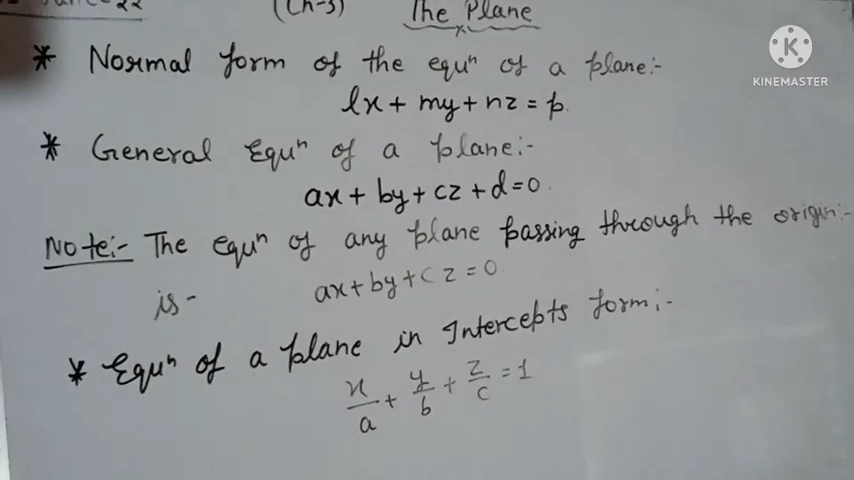 (Ch-3) The Plane
* Normal form of the equⁿ of a plane:-
lx + my + nz = p.
* General Equⁿ of a plane:-
ax + by + cz + d = 0.
Note:- The equⁿ of any plane passing through the origin:-
is- ax + by + cz = 0.
* Equⁿ of a plane in Intercepts form:-
x/a + y/b + z/c = 1
K
KINEMASTER